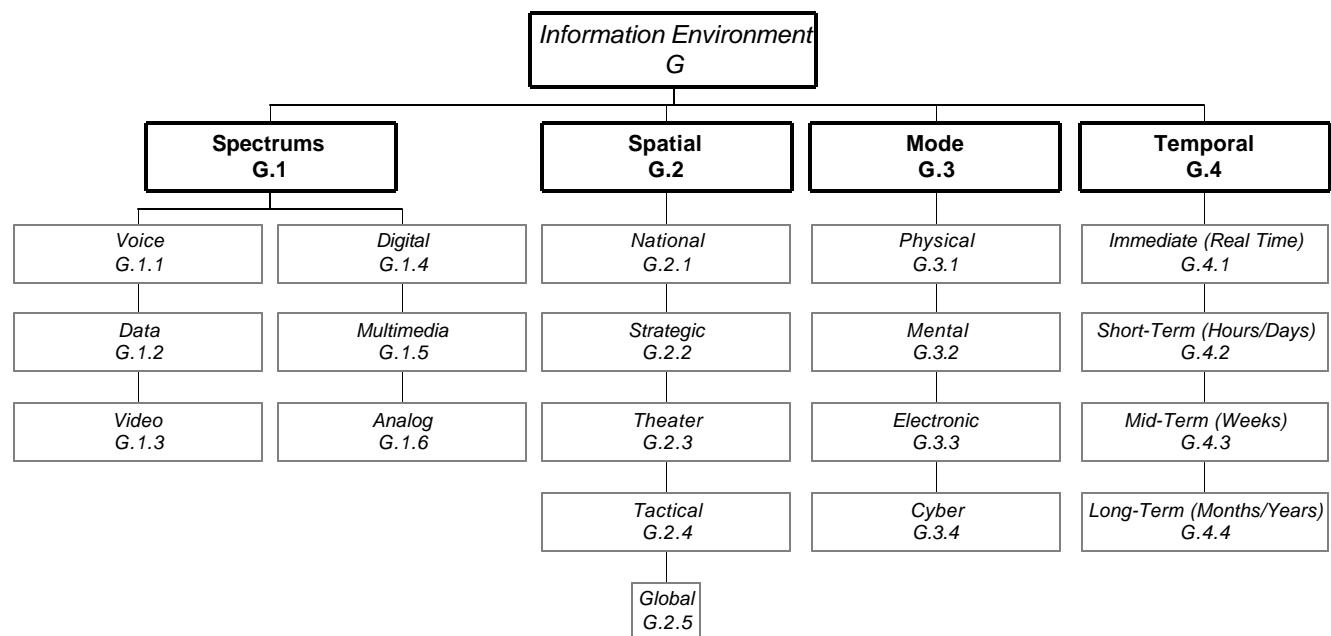 Information Environment
G
Spectrums
G.1
Spatial
G.2
Mode
G.3
Temporal
G.4
Voice
G.1.1
Digital
G.1.4
National
G.2.1
Physical
G.3.1
Immediate (Real Time)
G.4.1
Data
G.1.2
Multimedia
G.1.5
Strategic
G.2.2
Mental
G.3.2
Short-Term (Hours/Days)
G.4.2
Video
G.1.3
Analog
G.1.6
Theater
G.2.3
Electronic
G.3.3
Mid-Term (Weeks)
G.4.3
Tactical
G.2.4
Cyber
G.3.4
Long-Term (Months/Years)
G.4.4
Global
G.2.5